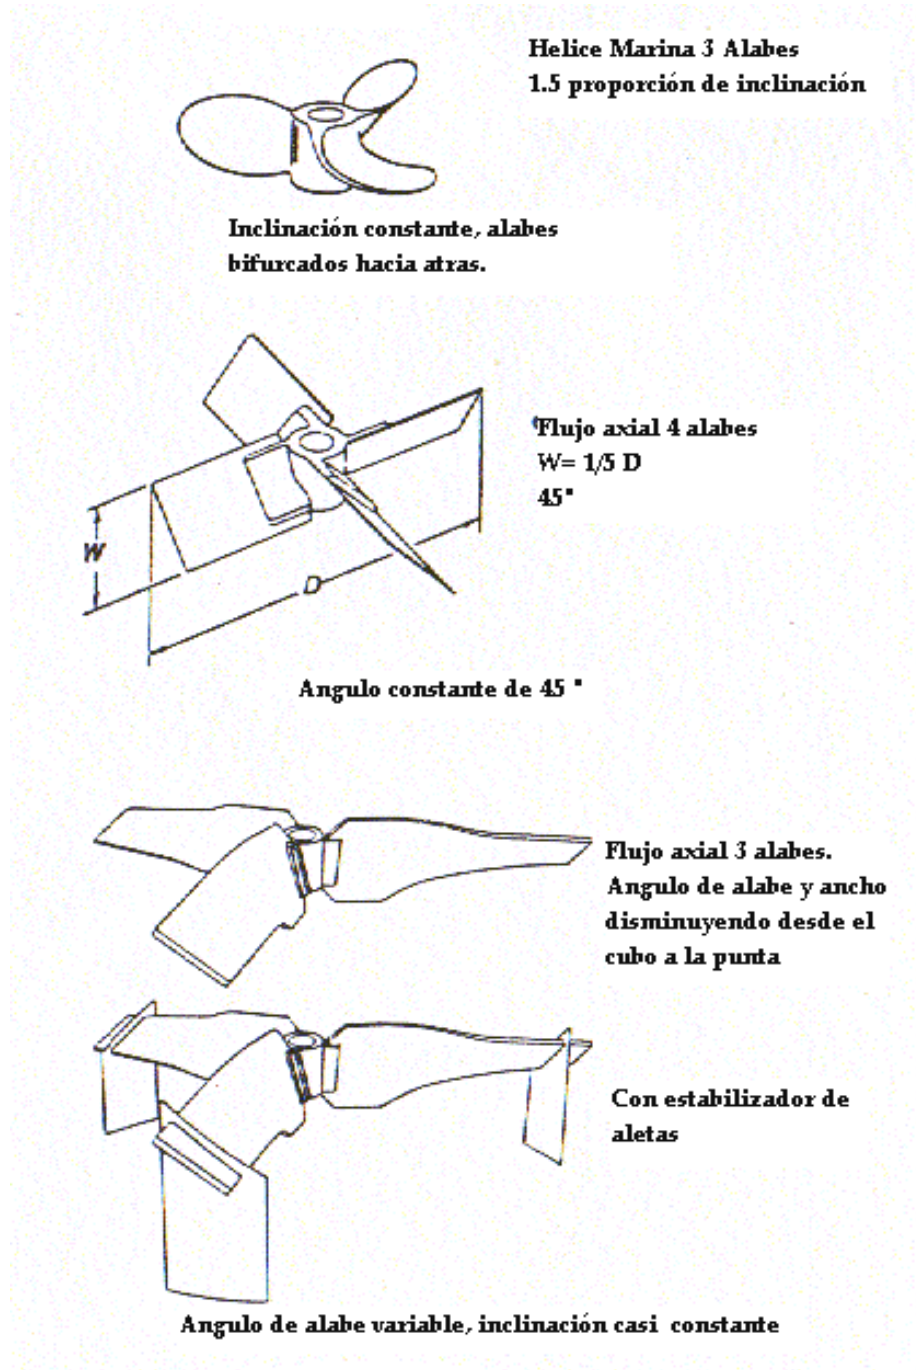 Helice Marina 3 Alabes
1.5 proporción de inclinación
Inclinación constante, alabes
bifurcados hacia atras.
Flujo axial 4 alabes
W= 1/5 D
45°
W
D
Angulo constante de 45 °
Flujo axial 3 alabes.
Angulo de alabe y ancho
disminuyendo desde el
cubo a la punta
Con estabilizador de
aletas
Angulo de alabe variable, inclinación casi constante